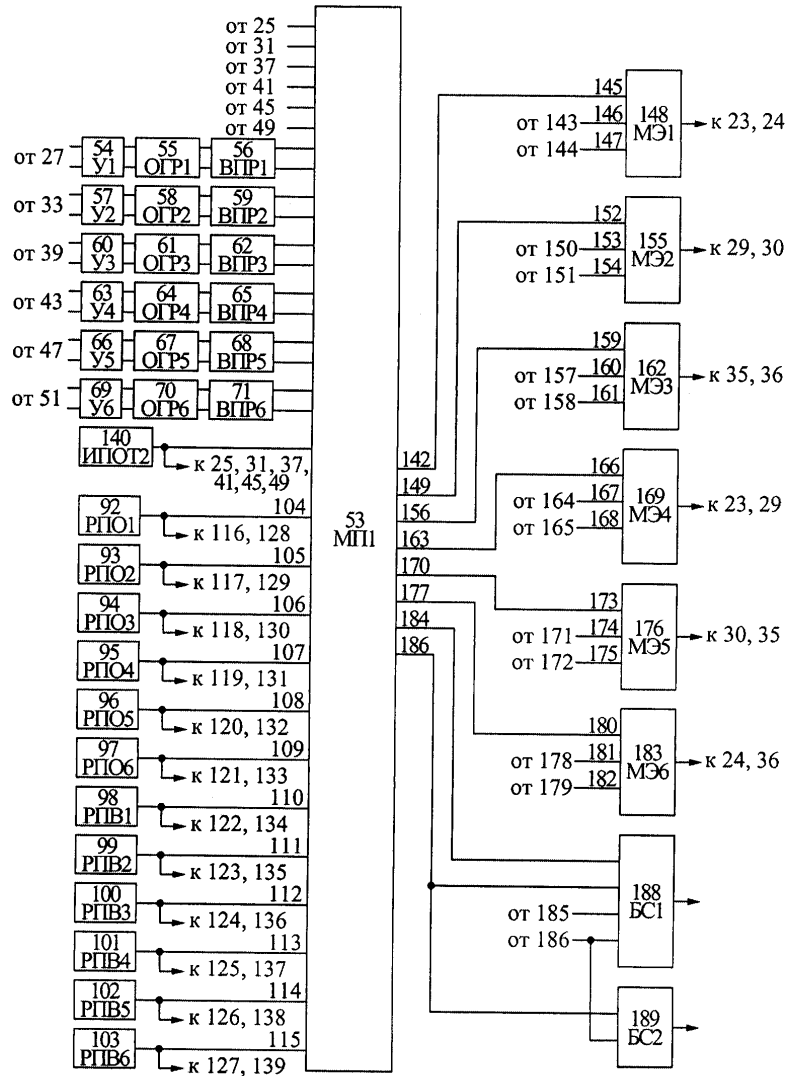 от 25
от 31
от 37
от 41
от 45
от 49
от 27
54
У1
55
ОГР1
56
ВПР1
от 33
57
У2
58
ОГР2
59
ВПР2
от 39
60
У3
61
ОГР3
62
ВПР3
от 43
63
У4
64
ОГР4
65
ВПР4
от 47
66
У5
67
ОГР5
68
ВПР5
от 51
69
У6
70
ОГР6
71
ВПР6
140
ИПОТ2
к 25, 31, 37,
41, 45, 49
92
РПО1
104
к 116, 128
93
РПО2
105
к 117, 129
94
РПО3
106
к 118, 130
95
РПО4
107
к 119, 131
96
РПО5
108
к 120, 132
97
РПО6
109
к 121, 133
98
РПВ1
110
к 122, 134
99
РПВ2
111
к 123, 135
100
РПВ3
112
к 124, 136
101
РПВ4
113
к 125, 137
102
РПВ5
114
к 126, 138
103
РПВ6
115
к 127, 139
53
МП1
142
149
156
163
170
177
184
186
145
от 143 146
от 144 147
148
МЭ1
к 23, 24
152
от 150 153
от 151 154
155
МЭ2
к 29, 30
159
от 157 160
от 158 161
162
МЭ3
к 35, 36
166
от 164 167
от 165 168
169
МЭ4
к 23, 29
173
от 171 174
от 172 175
176
МЭ5
к 30, 35
180
от 178 181
от 179 182
183
МЭ6
к 24, 36
от 185
от 186
188
БС1
189
БС2